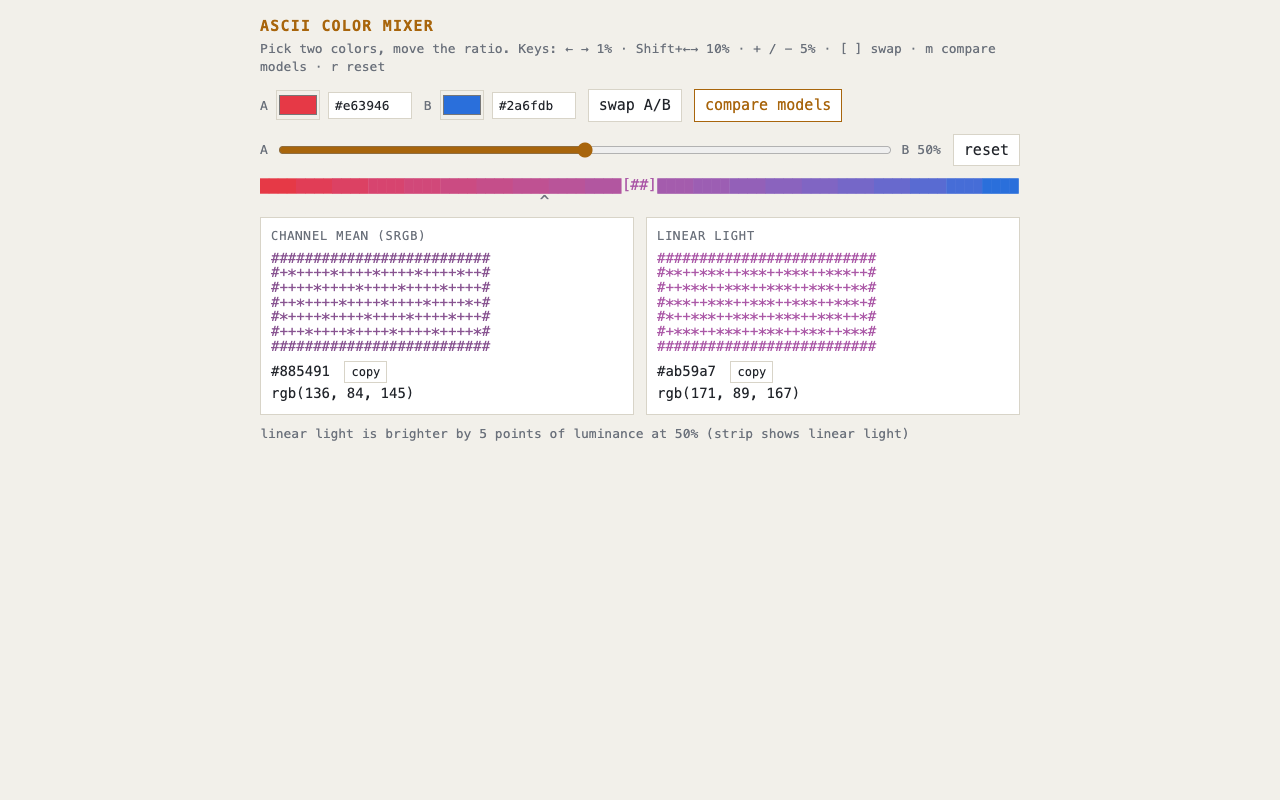 ASCII COLOR MIXER
Pick two colors, move the ratio. Keys: ← → 1% · Shift+←→ 10% · + / − 5% · [ ] swap · m compare
models · r reset
A #e63946 B #2a6fdb swap A/B compare models
A B 50% reset
[##]
^
CHANNEL MEAN (SRGB)
##########################
#+*++++*++++*++++*++++*++#
#++++*++++*++++*++++*++++#
#++*++++*++++*++++*++++*+#
#*++++*++++*++++*++++*+++#
#+++*++++*++++*++++*++++*#
##########################
#885491 copy
rgb(136, 84, 145)
LINEAR LIGHT
##########################
#**++***++***++***++***++#
#++***++***++***++***++**#
#***++***++***++***++***+#
#*++***++***++***++***++*#
#+***++***++***++***++***#
##########################
#ab59a7 copy
rgb(171, 89, 167)
linear light is brighter by 5 points of luminance at 50% (strip shows linear light)